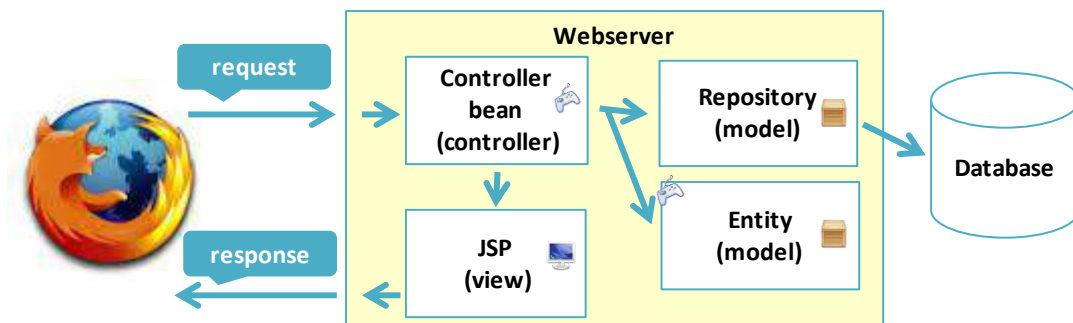 Webserver
request
Controller
bean
(controller)
Repository
(model)
Database
JSP
(view)
Entity
(model)
response